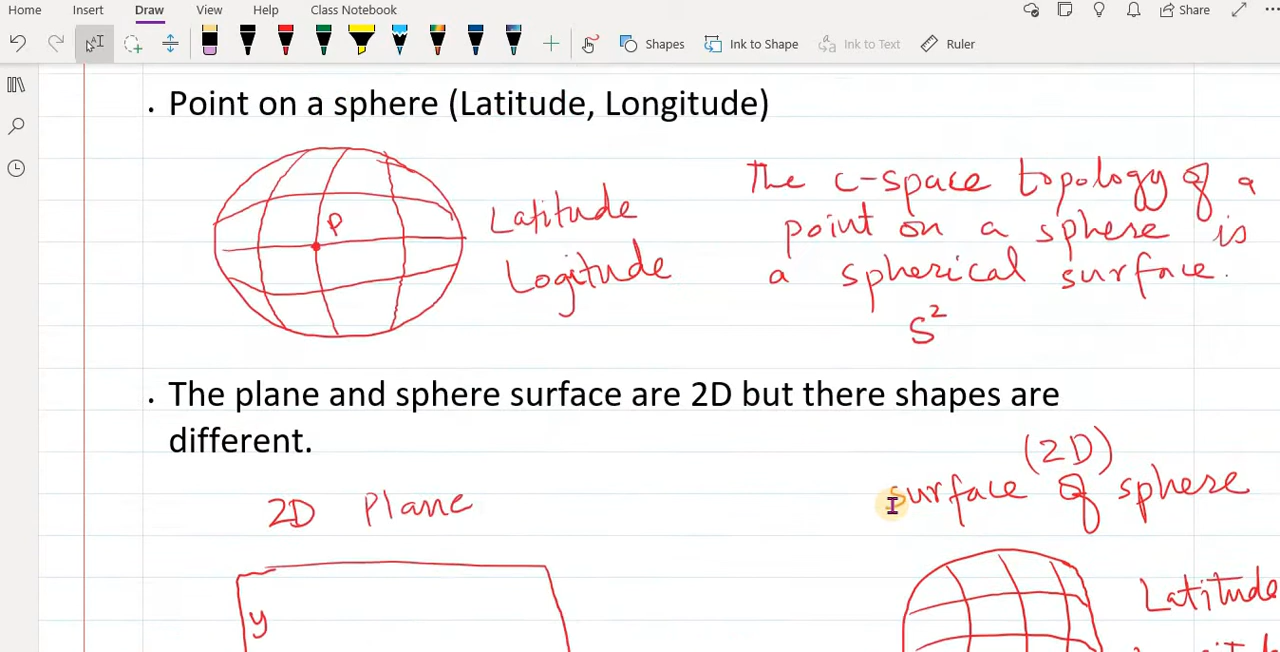 Home Insert Draw View Help Class Notebook Share
Shapes Ink to Shape Ink to Text Ruler
. Point on a sphere (Latitude, Longitude)
P
Latitude
Logitude
The c-space topology of a
point on a sphere is
a spherical surface.
S²
. The plane and sphere surface are 2D but there shapes are
different.
2D Plane
(2D)
surface of sphere
y
Latitude